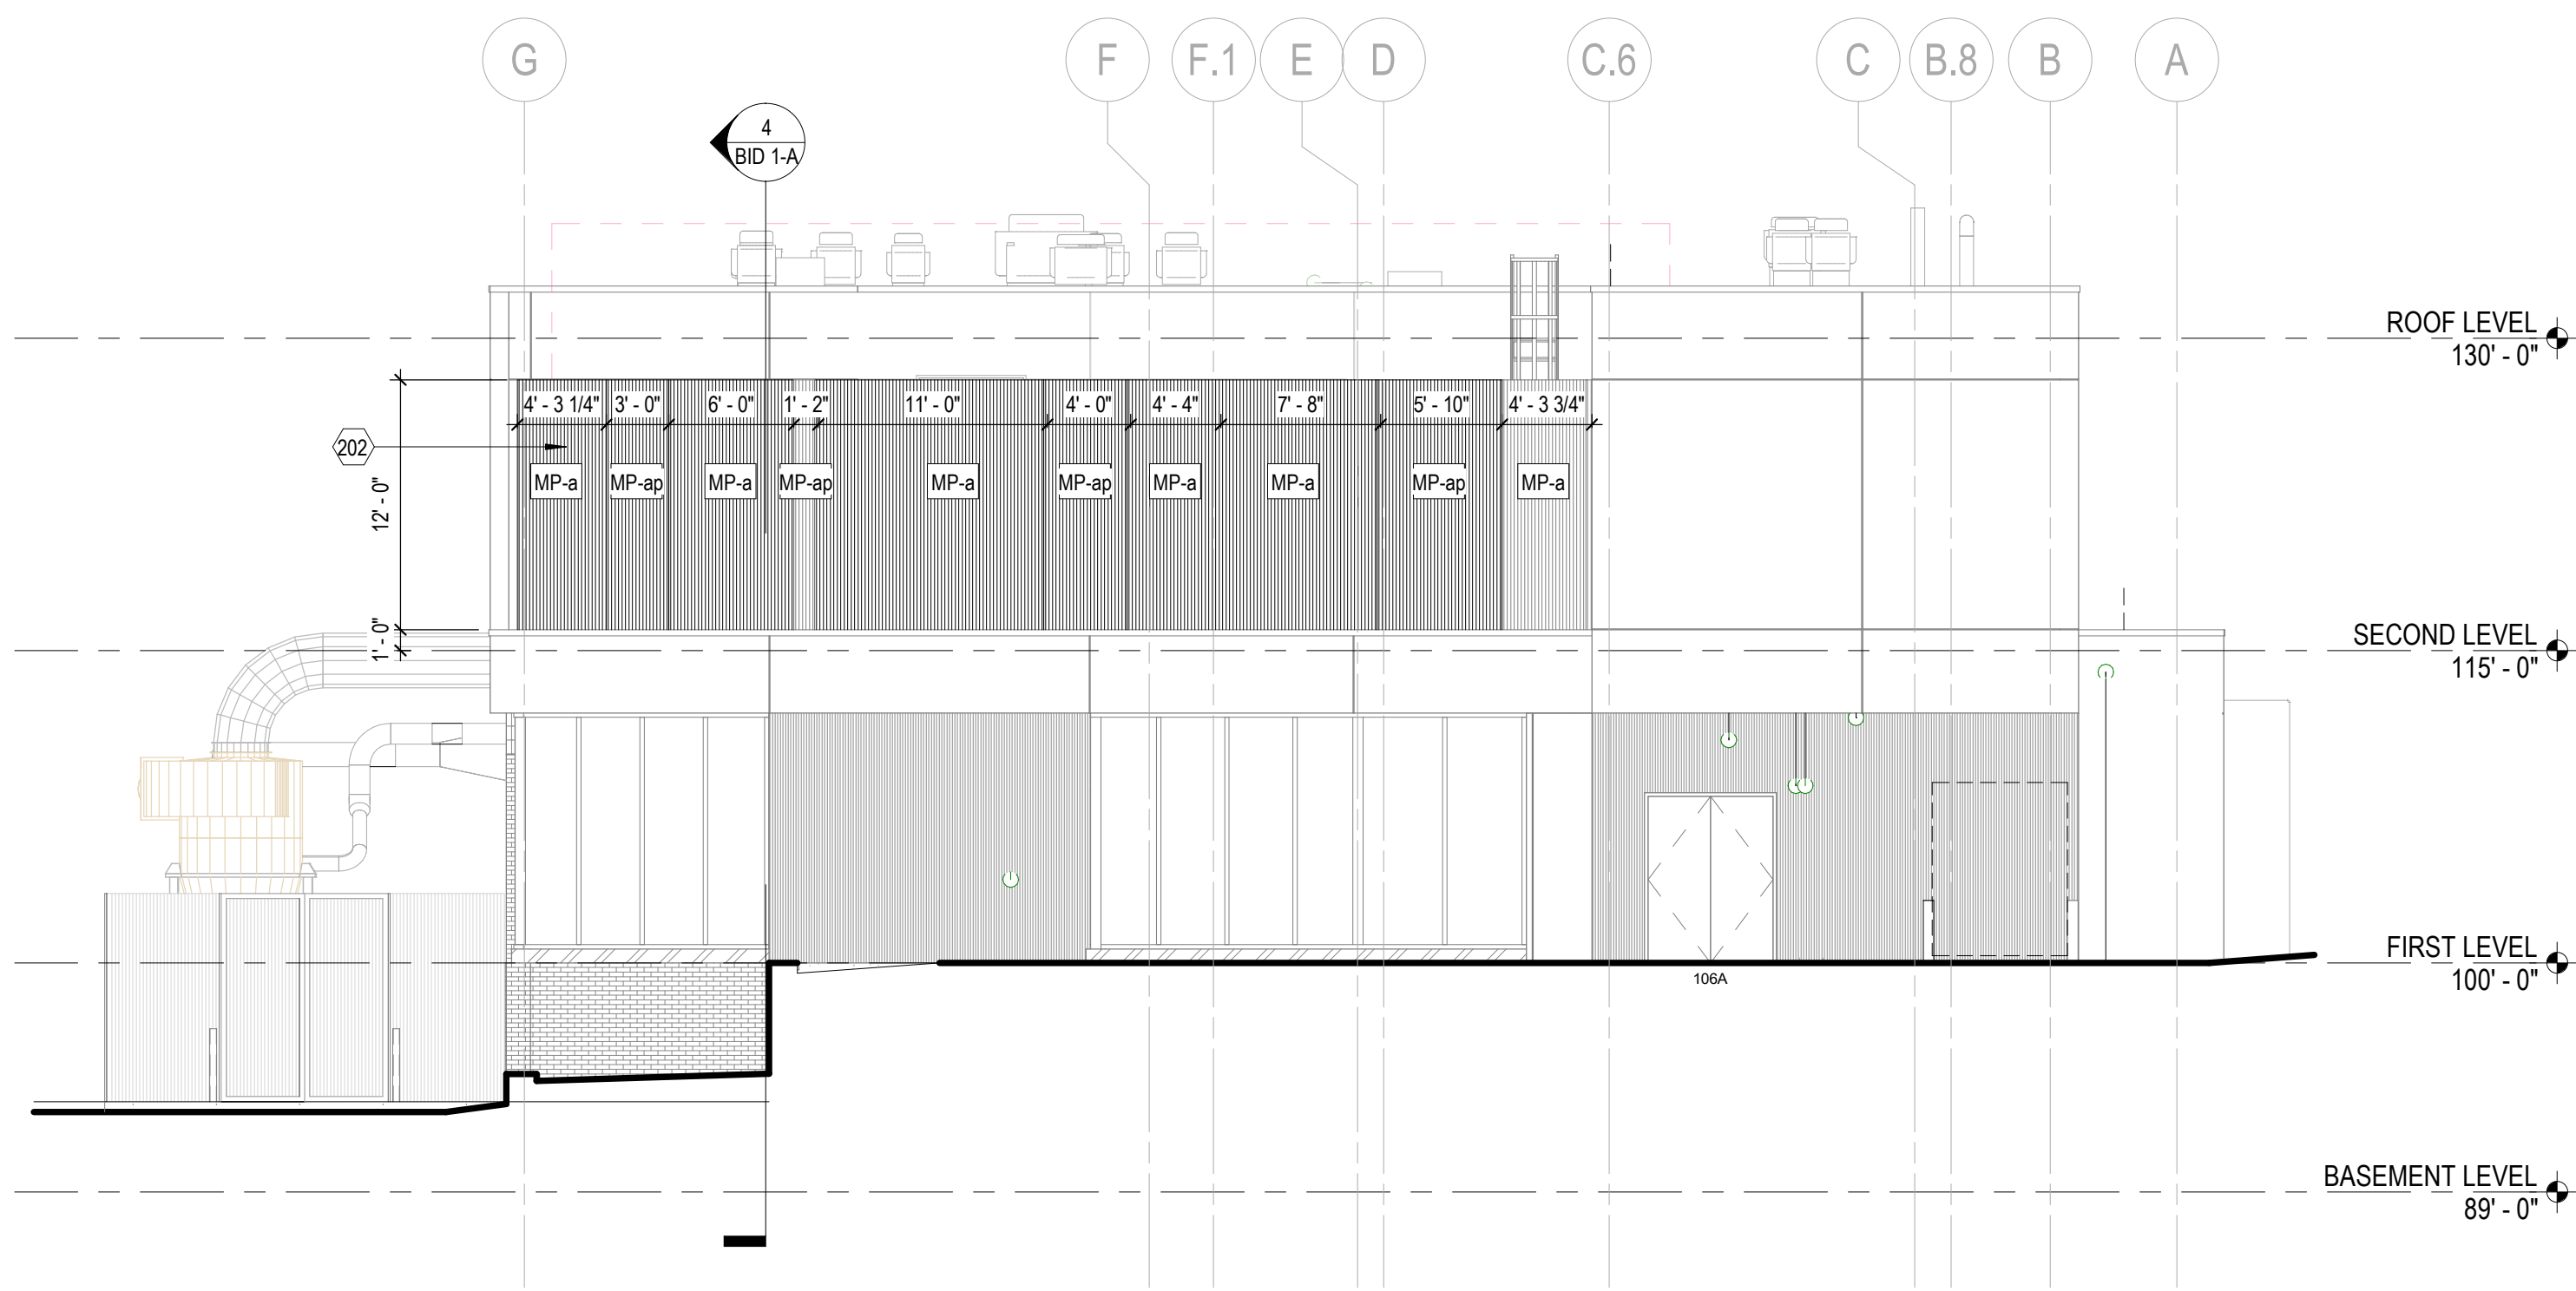 G
F
F.1
E
D
C.6
C
B.8
B
A
4
BID 1-A
ROOF LEVEL
130' - 0"
4' - 3 1/4"
3' - 0"
6' - 0"
1' - 2"
11' - 0"
4' - 0"
4' - 4"
7' - 8"
5' - 10"
4' - 3 3/4"
202
MP-a
MP-ap
MP-a
MP-ap
MP-a
MP-ap
MP-a
MP-a
MP-ap
MP-a
12' - 0"
1' - 0"
SECOND LEVEL
115' - 0"
FIRST LEVEL
100' - 0"
106A
BASEMENT LEVEL
89' - 0"